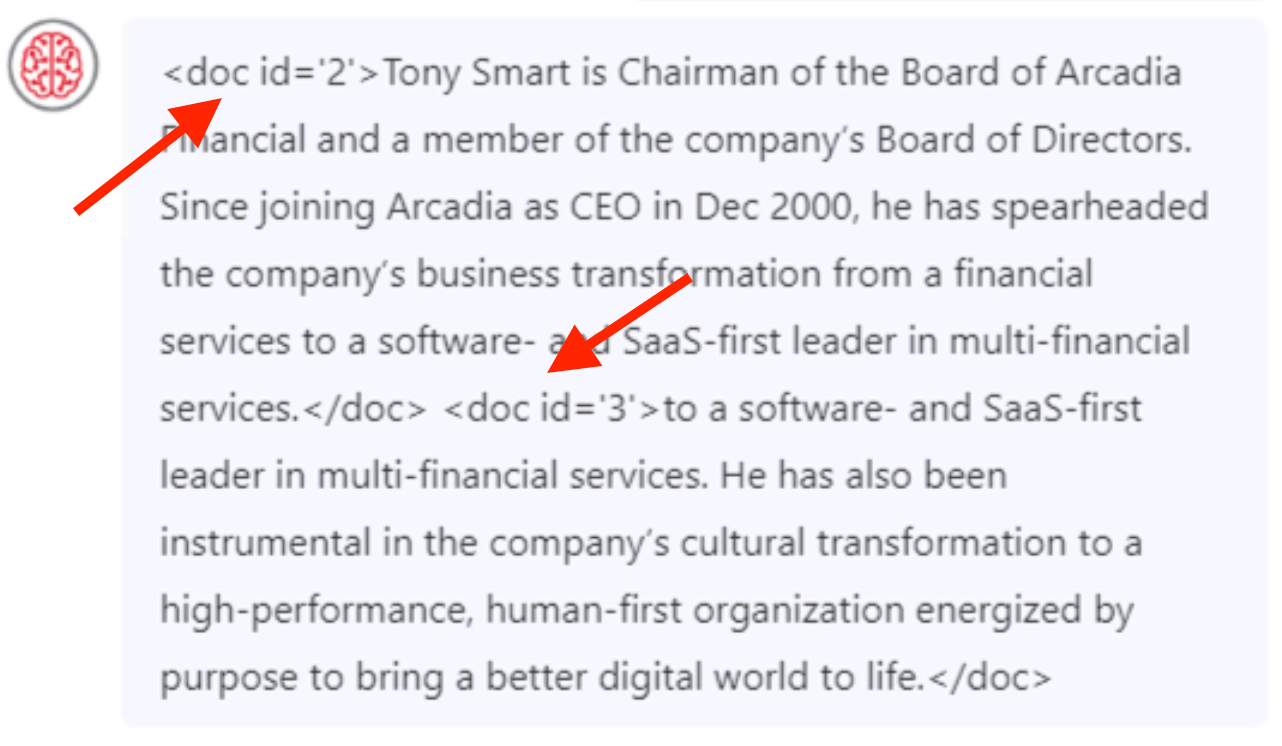 <doc id='2'>Tony Smart is Chairman of the Board of Arcadia
Financial and a member of the company's Board of Directors.
Since joining Arcadia as CEO in Dec 2000, he has spearheaded
the company's business transformation from a financial
services to a software- and SaaS-first leader in multi-financial
services.</doc> <doc id='3'>to a software- and SaaS-first
leader in multi-financial services. He has also been
instrumental in the company's cultural transformation to a
high-performance, human-first organization energized by
purpose to bring a better digital world to life.</doc>